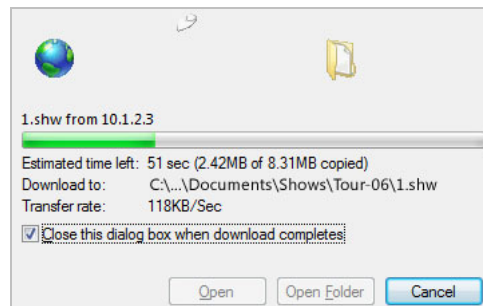 1.shw from 10.1.2.3
Estimated time left: 51 sec (2.42MB of 8.31MB copied)
Download to: C:\...\Documents\Shows\Tour-06\1.shw
Transfer rate: 118KB/Sec
Close this dialog box when download completes
Open Open Folder Cancel